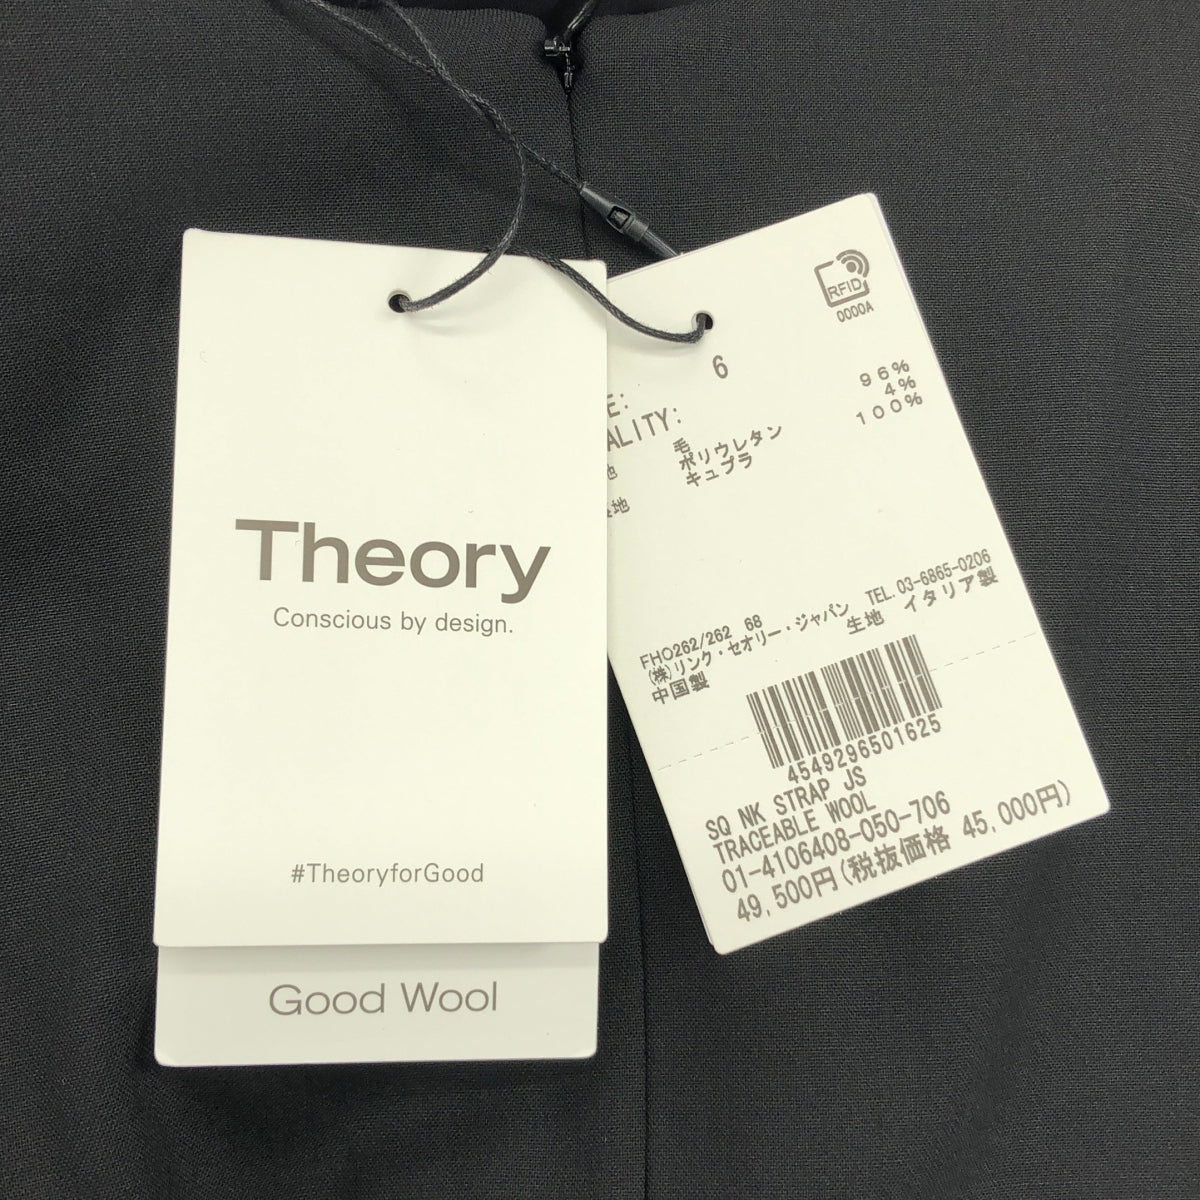 Theory
Conscious by design.
#TheoryforGood
Good Wool
RFID
0000A
6
E:
ALITY:
毛 96%
ポリウレタン 4%
地
キュプラ 100%
FHO262/262 68
(株)リンク・セオリー・ジャパン TEL.03-6865-0206
中国製 生地 イタリア製
4549296501625
SQ NK STRAP JS
TRACEABLE WOOL
01-4106408-050-706
49,500円(税抜価格 45,000円)